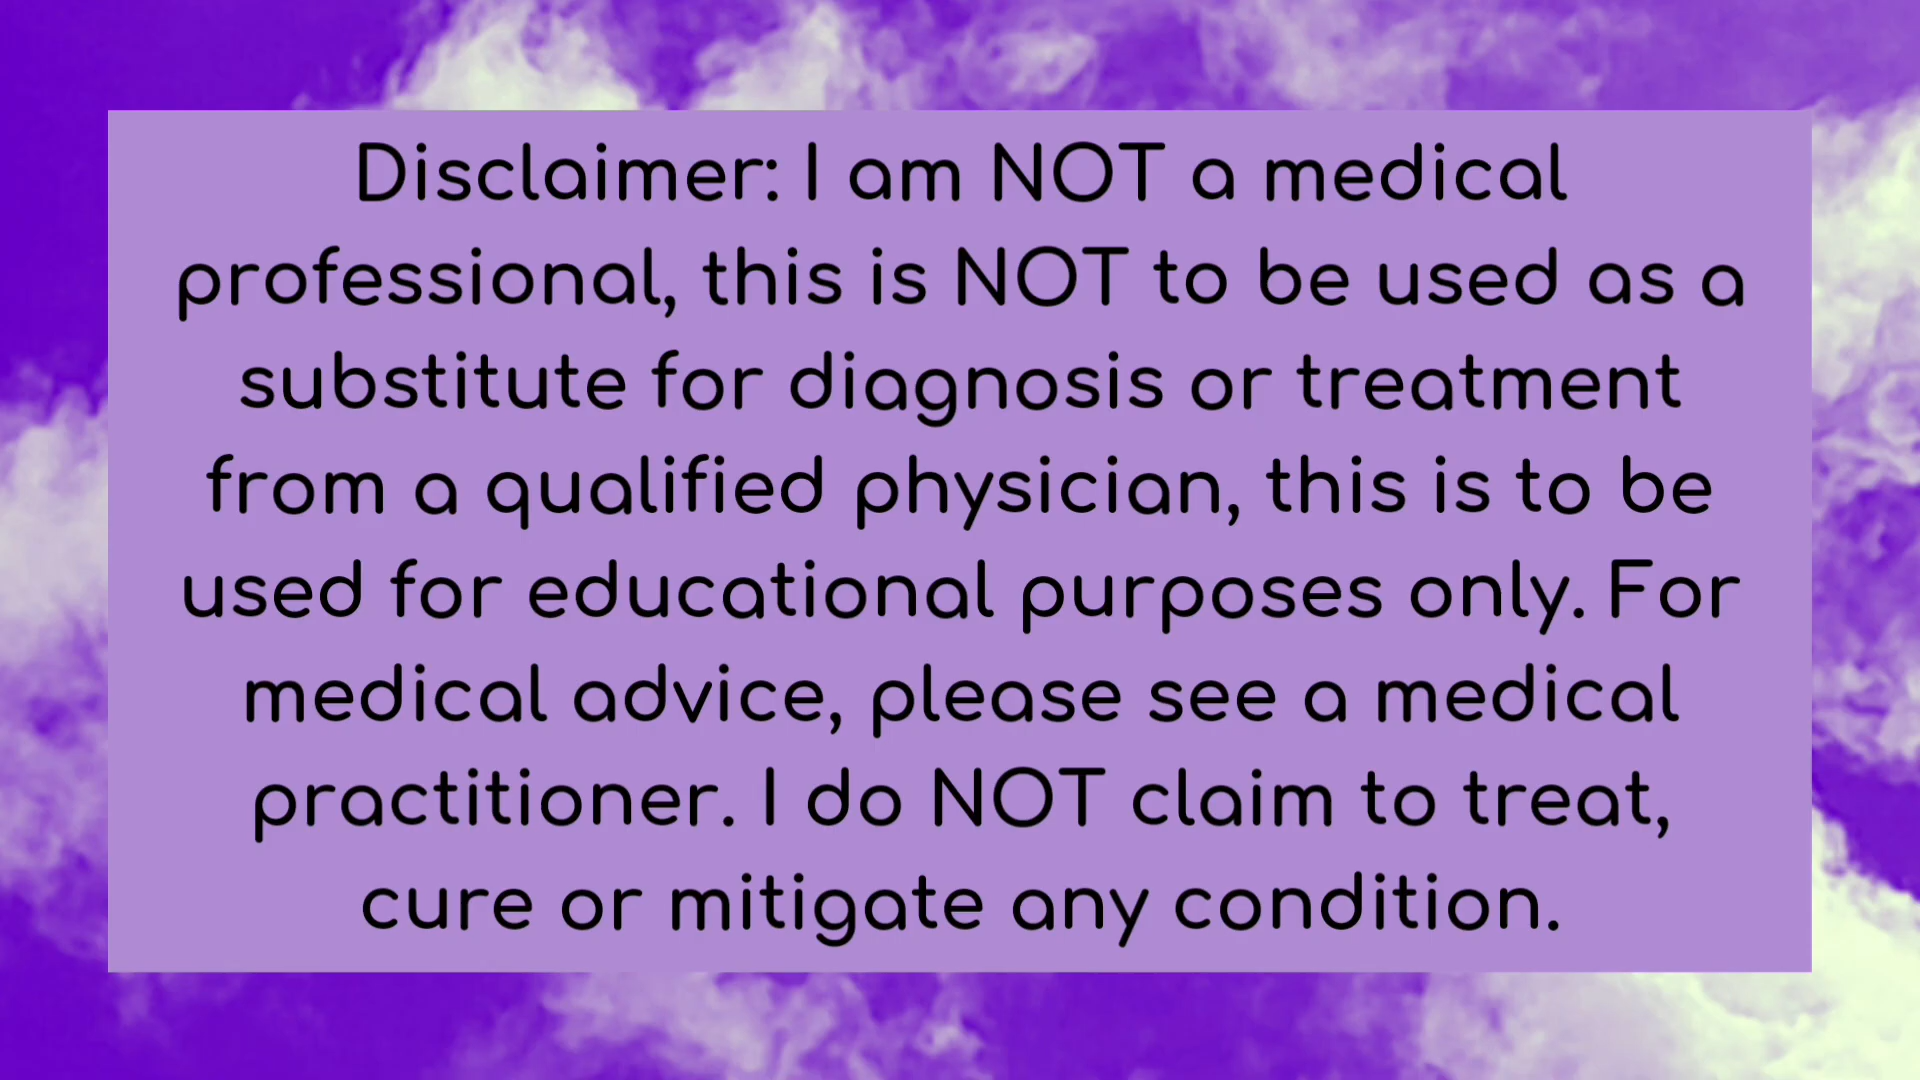 Disclaimer: I am NOT a medical
professional, this is NOT to be used as a
substitute for diagnosis or treatment
from a qualified physician, this is to be
used for educational purposes only. For
medical advice, please see a medical
practitioner. I do NOT claim to treat,
cure or mitigate any condition.